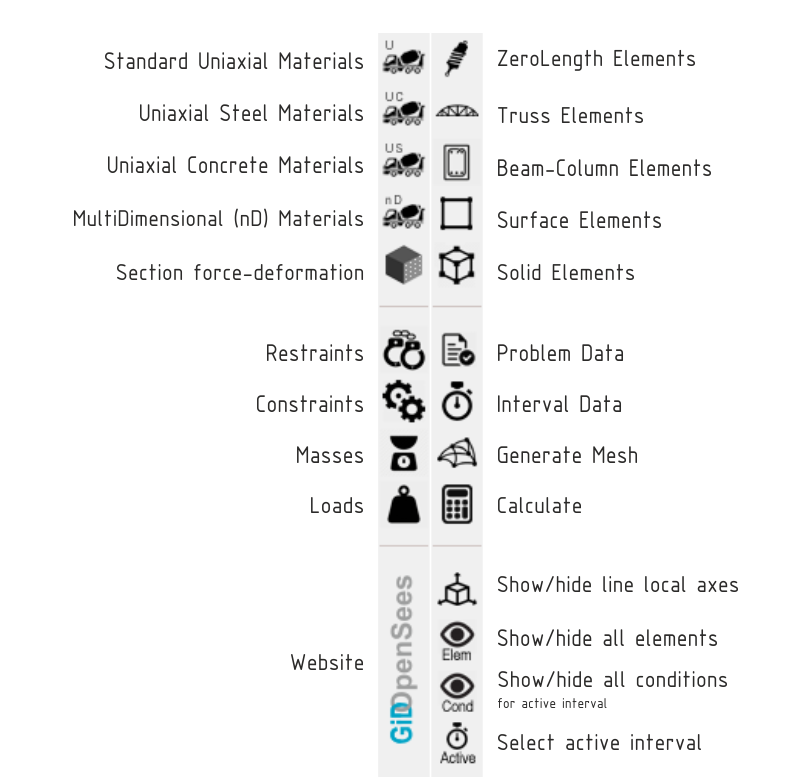 Standard Uniaxial Materials
U
ZeroLength Elements
Uniaxial Steel Materials
UC
Truss Elements
Uniaxial Concrete Materials
US
Beam-Column Elements
MultiDimensional (nD) Materials
nD
Surface Elements
Section force-deformation
Solid Elements
Restraints
Problem Data
Constraints
Interval Data
Masses
Generate Mesh
Loads
Calculate
Website
GiDOpenSees
Show/hide line local axes
Elem
Show/hide all elements
Cond
Show/hide all conditions
for active interval
Active
Select active interval